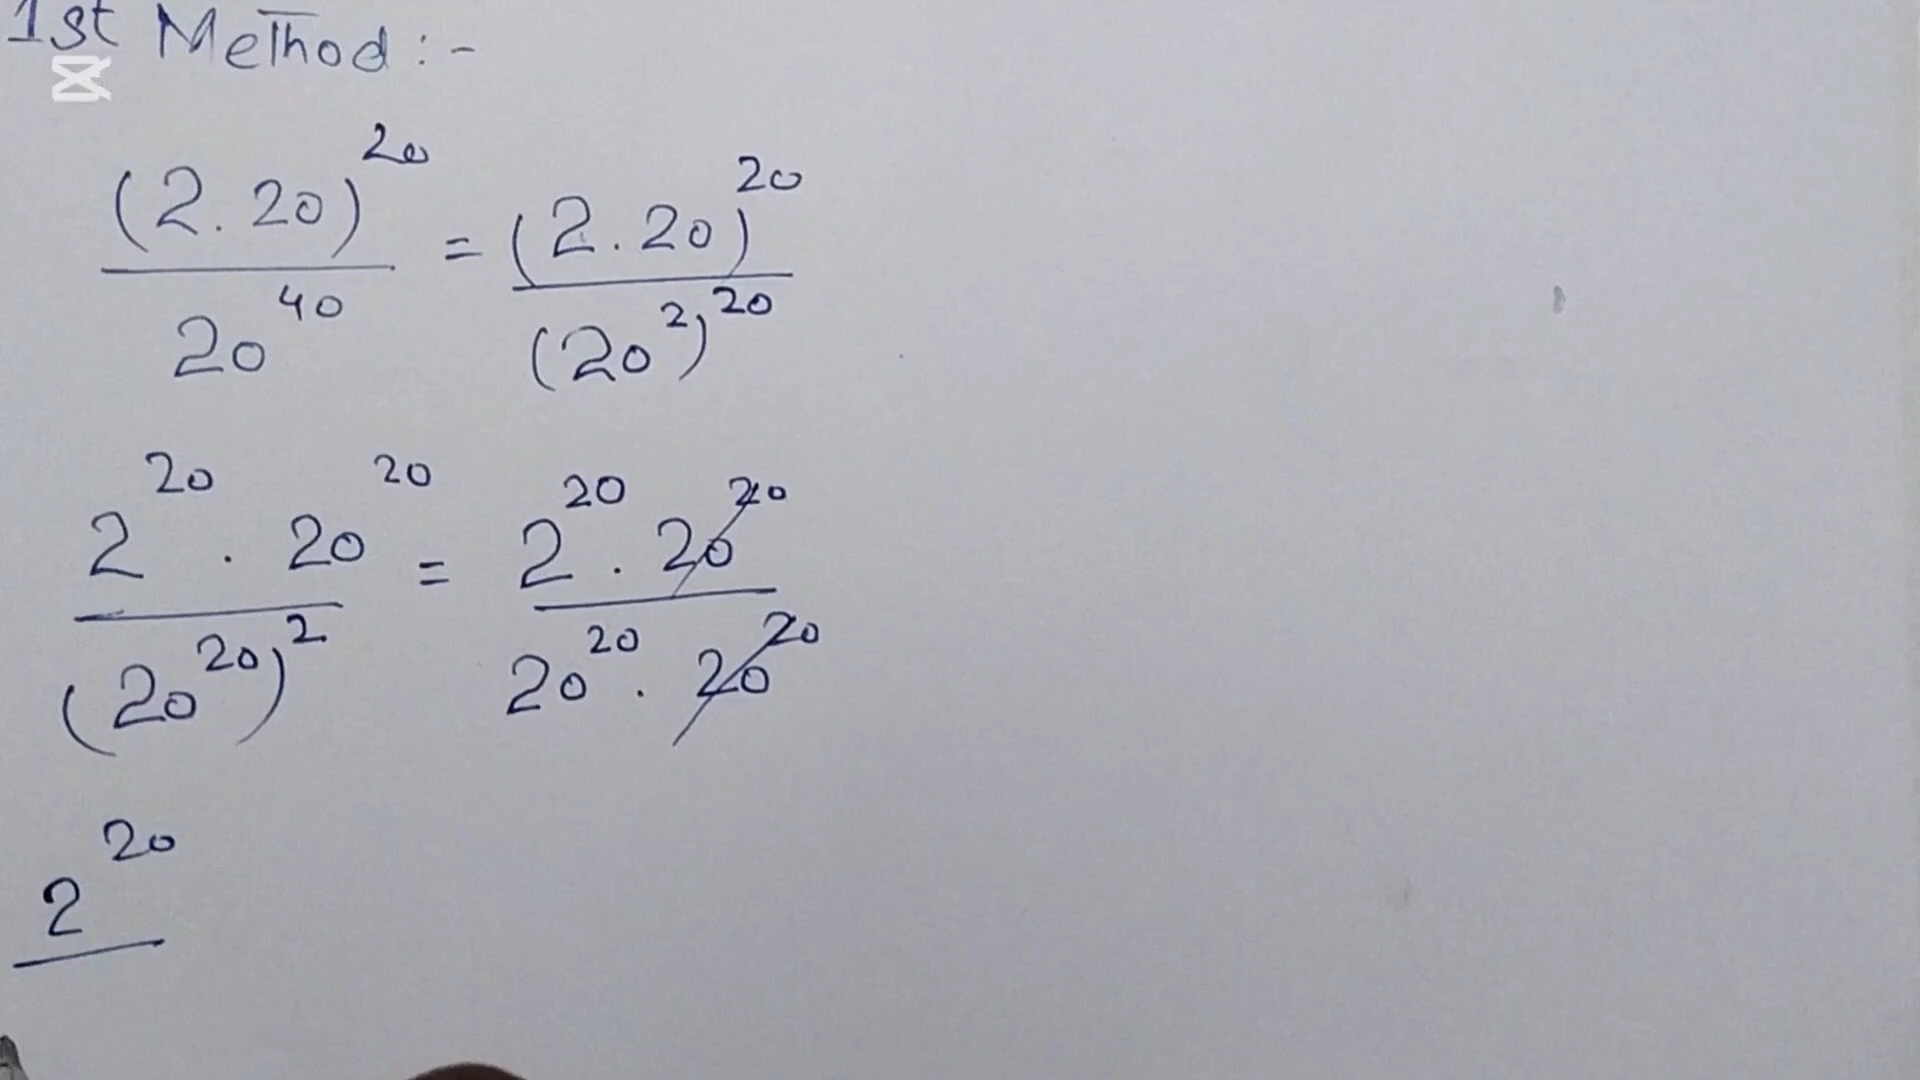 1st Method :-
(2.20)^20 / 20^40 = (2.20)^20 / (20^2)^20
2^20 . 20^20 / (20^20)^2 = 2^20 . 20^20 / 20^20 . 20^20
2^20